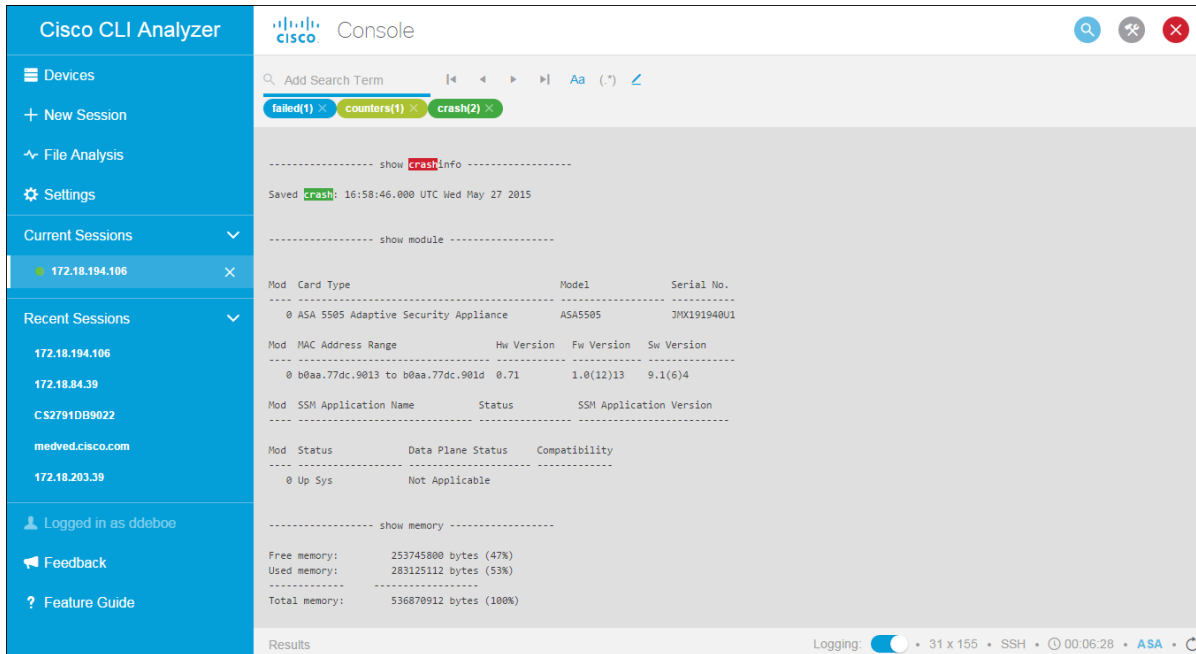 Cisco CLI Analyzer
CISCO Console
Devices
New Session
File Analysis
Settings
Current Sessions
172.18.194.106
Recent Sessions
172.18.194.106
172.18.84.39
CS2791DB9022
medved.cisco.com
172.18.203.39
Logged in as ddeboe
Feedback
? Feature Guide
Add Search Term Aa (.*)
failed(1) × counters(1) × crash(2) ×
------------------ show crashinfo ------------------
Saved crash: 16:58:46.000 UTC Wed May 27 2015
------------------ show module ------------------
Mod Card Type Model Serial No.
---- -------------------------------------------- ------------------ -----------
0 ASA 5505 Adaptive Security Appliance ASA5505 JMX191940U1
Mod MAC Address Range Hw Version Fw Version Sw Version
---- --------------------------------- ------------ ------------ ---------------
0 b0aa.77dc.9013 to b0aa.77dc.901d 0.71 1.0(12)13 9.1(6)4
Mod SSM Application Name Status SSM Application Version
---- ------------------------------ ---------------- --------------------------
Mod Status Data Plane Status Compatibility
---- ------------------ --------------------- -------------
0 Up Sys Not Applicable
------------------ show memory ------------------
Free memory: 253745800 bytes (47%)
Used memory: 283125112 bytes (53%)
------------- ------------------
Total memory: 536870912 bytes (100%)
Results
Logging: • 31 x 155 • SSH • 00:06:28 • ASA •